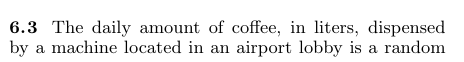 6.3 The daily amount of coffee, in liters, dispensed
by a machine located in an airport lobby is a random